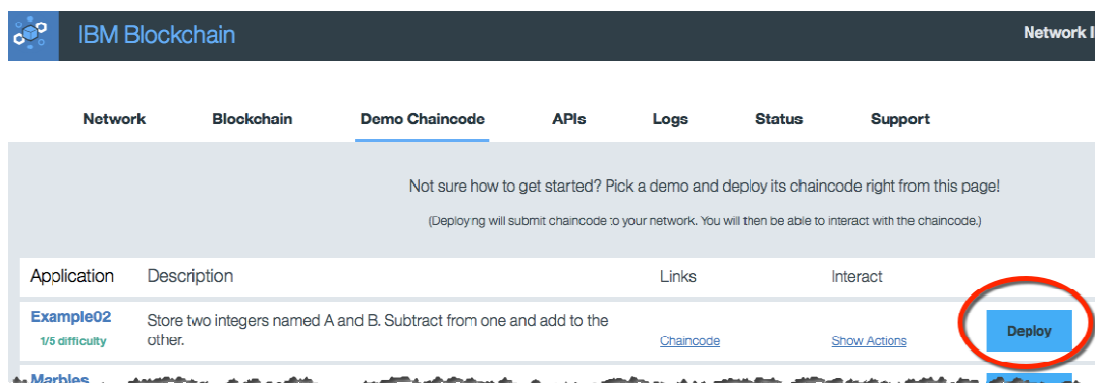 IBM Blockchain
Network
Network Blockchain Demo Chaincode APIs Logs Status Support
Not sure how to get started? Pick a demo and deploy its chaincode right from this page!
(Deploying will submit chaincode to your network. You will then be able to interact with the chaincode.)
Application Description Links Interact
Example02
Store two integers named A and B. Subtract from one and add to the
1/5 difficulty
other.
Chaincode
Show Actions
Deploy
Marbles